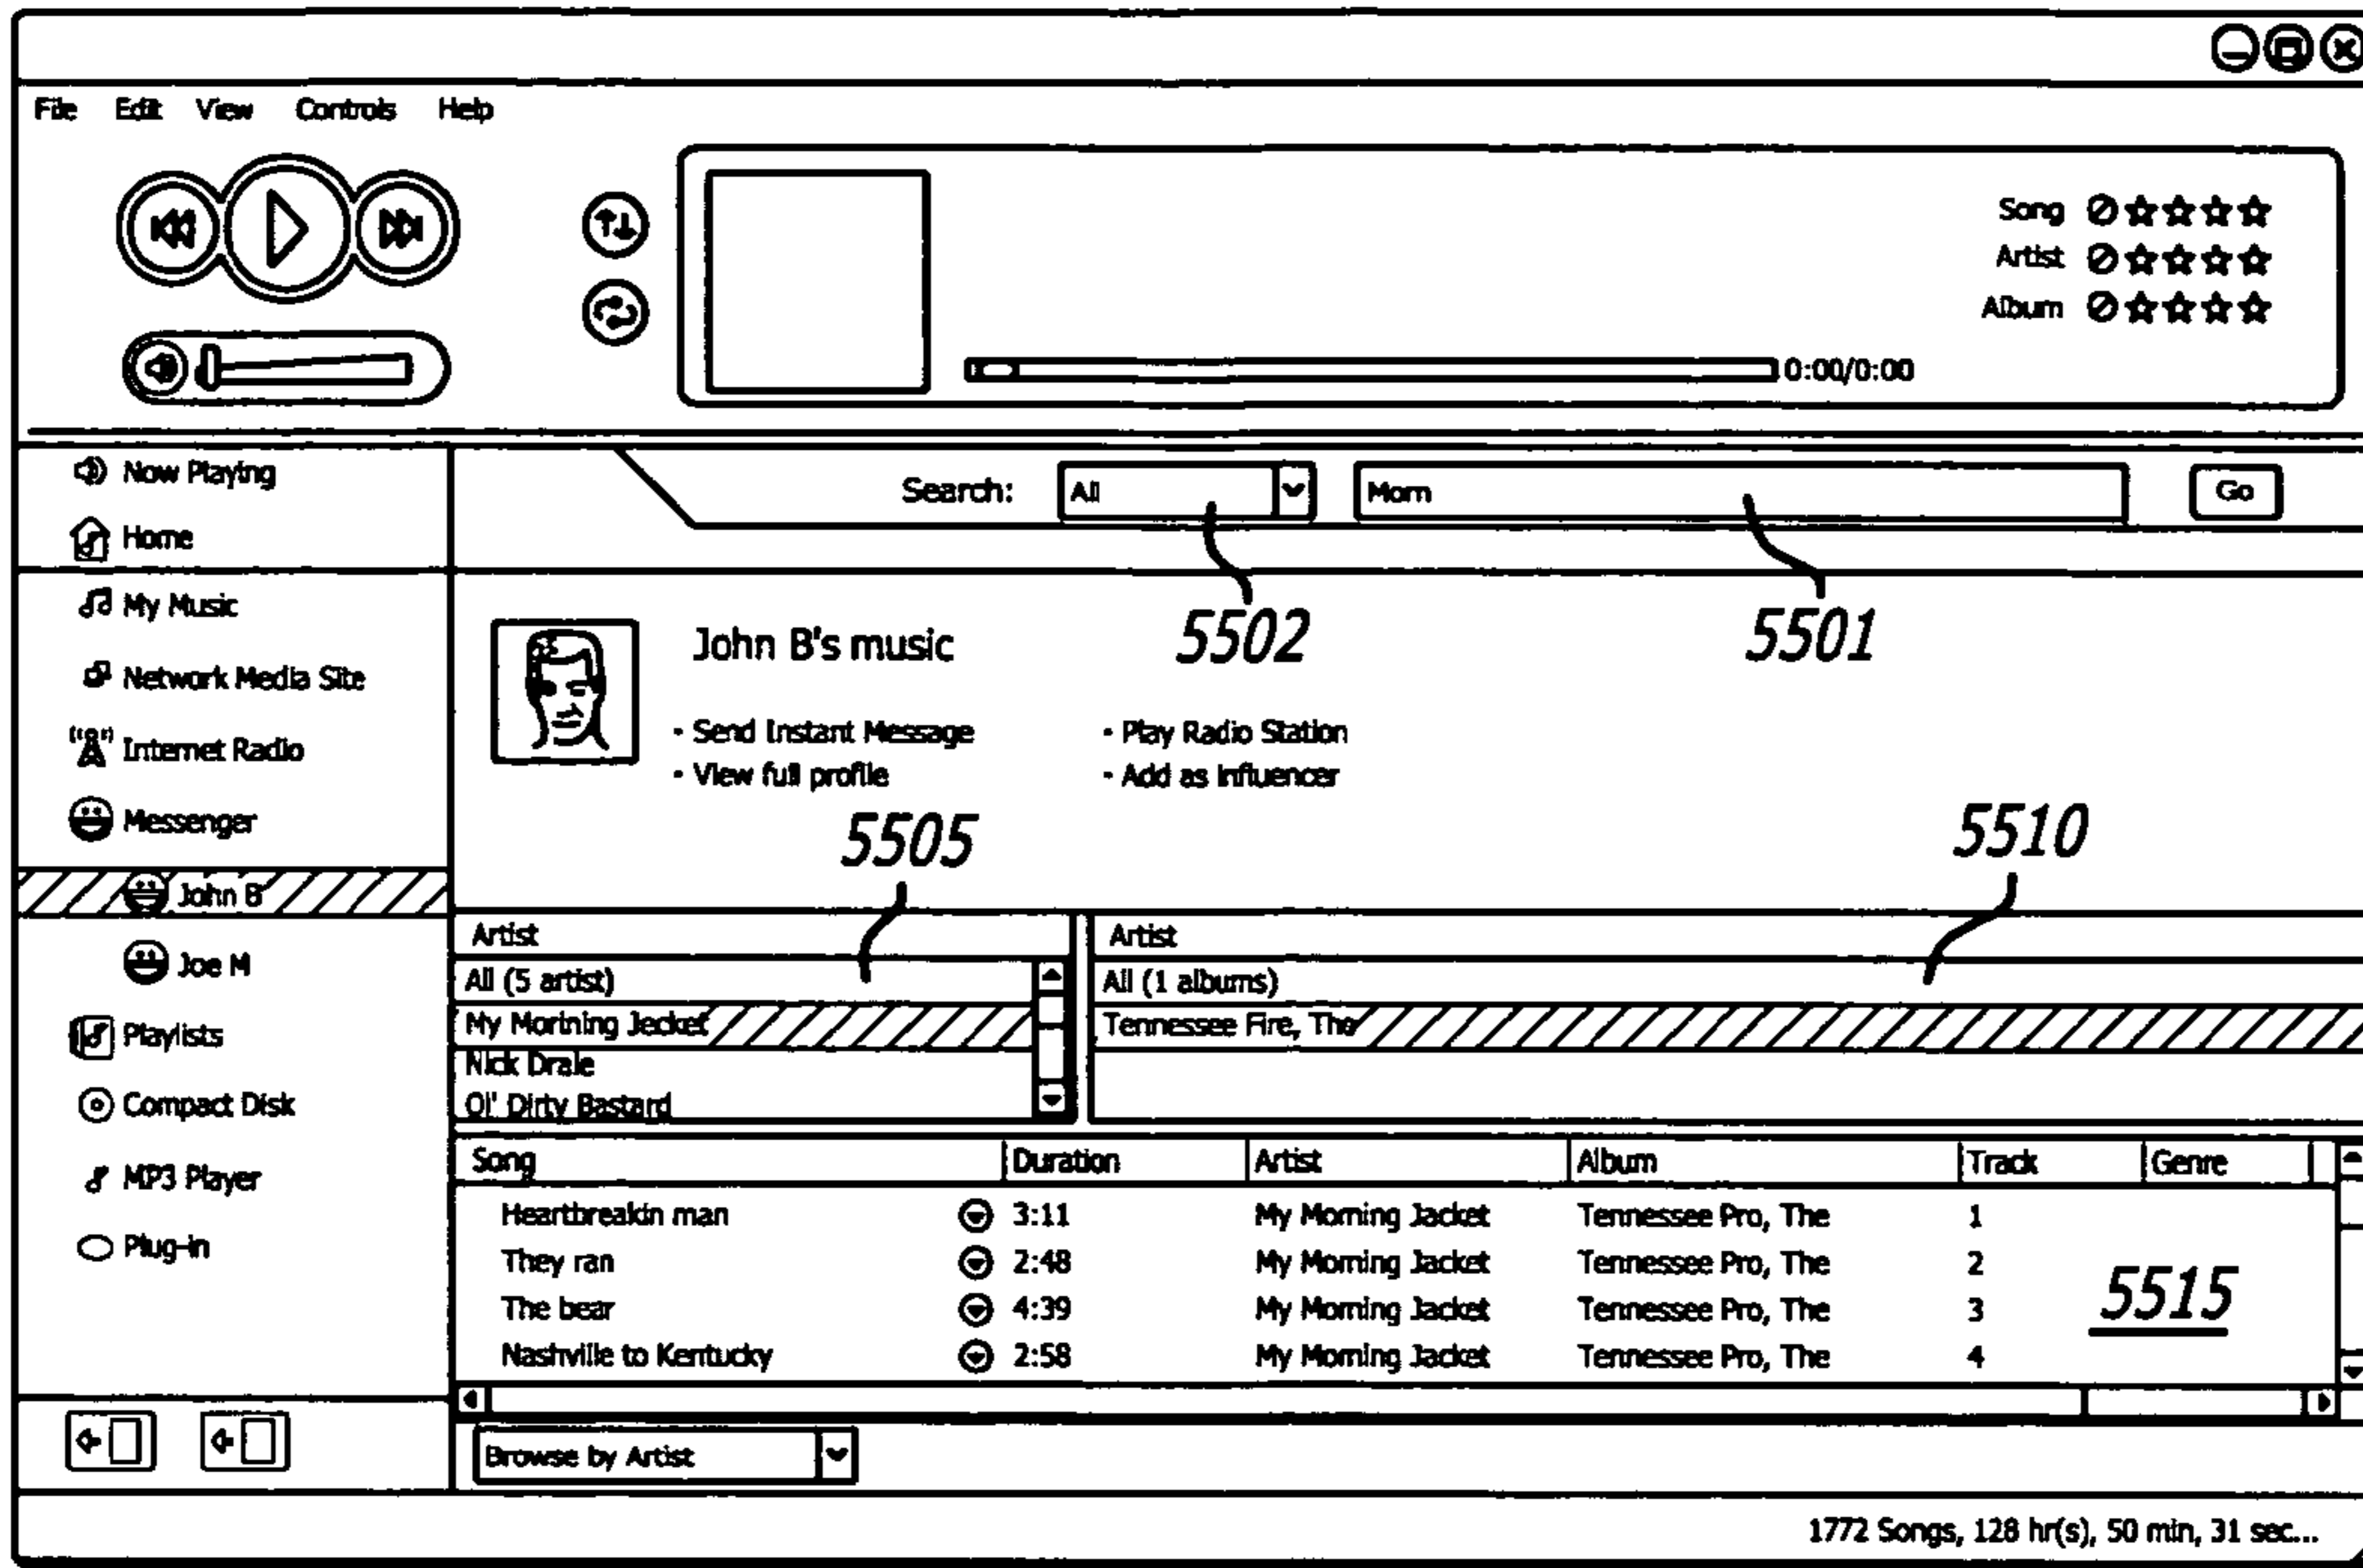 File Edit View Controls Help
Song
Artist
Album
0:00/0:00
Now Playing
Home
My Music
Network Media Site
Internet Radio
Messenger
John B
Joe M
Playlists
Compact Disk
MP3 Player
Plug-in
Search: All Morn Go
5502 5501
John B's music
- Send Instant Message - Play Radio Station
- View full profile - Add as Influencer
5505 5510
Artist Artist
All (5 artist) All (1 albums)
My Morining Jecket Tennessee Fire, The
Nick Drale
Ol' Dirty Bastard
Song Duration Artist Album Track Genre
Heartbreakin man 3:11 My Morning Jacket Tennessee Pro, The 1
They ran 2:48 My Morning Jacket Tennessee Pro, The 2
The bear 4:39 My Morning Jacket Tennessee Pro, The 3
Nashville to Kentucky 2:58 My Morning Jacket Tennessee Pro, The 4
5515
Browse by Artist
1772 Songs, 128 hr(s), 50 min, 31 sec...